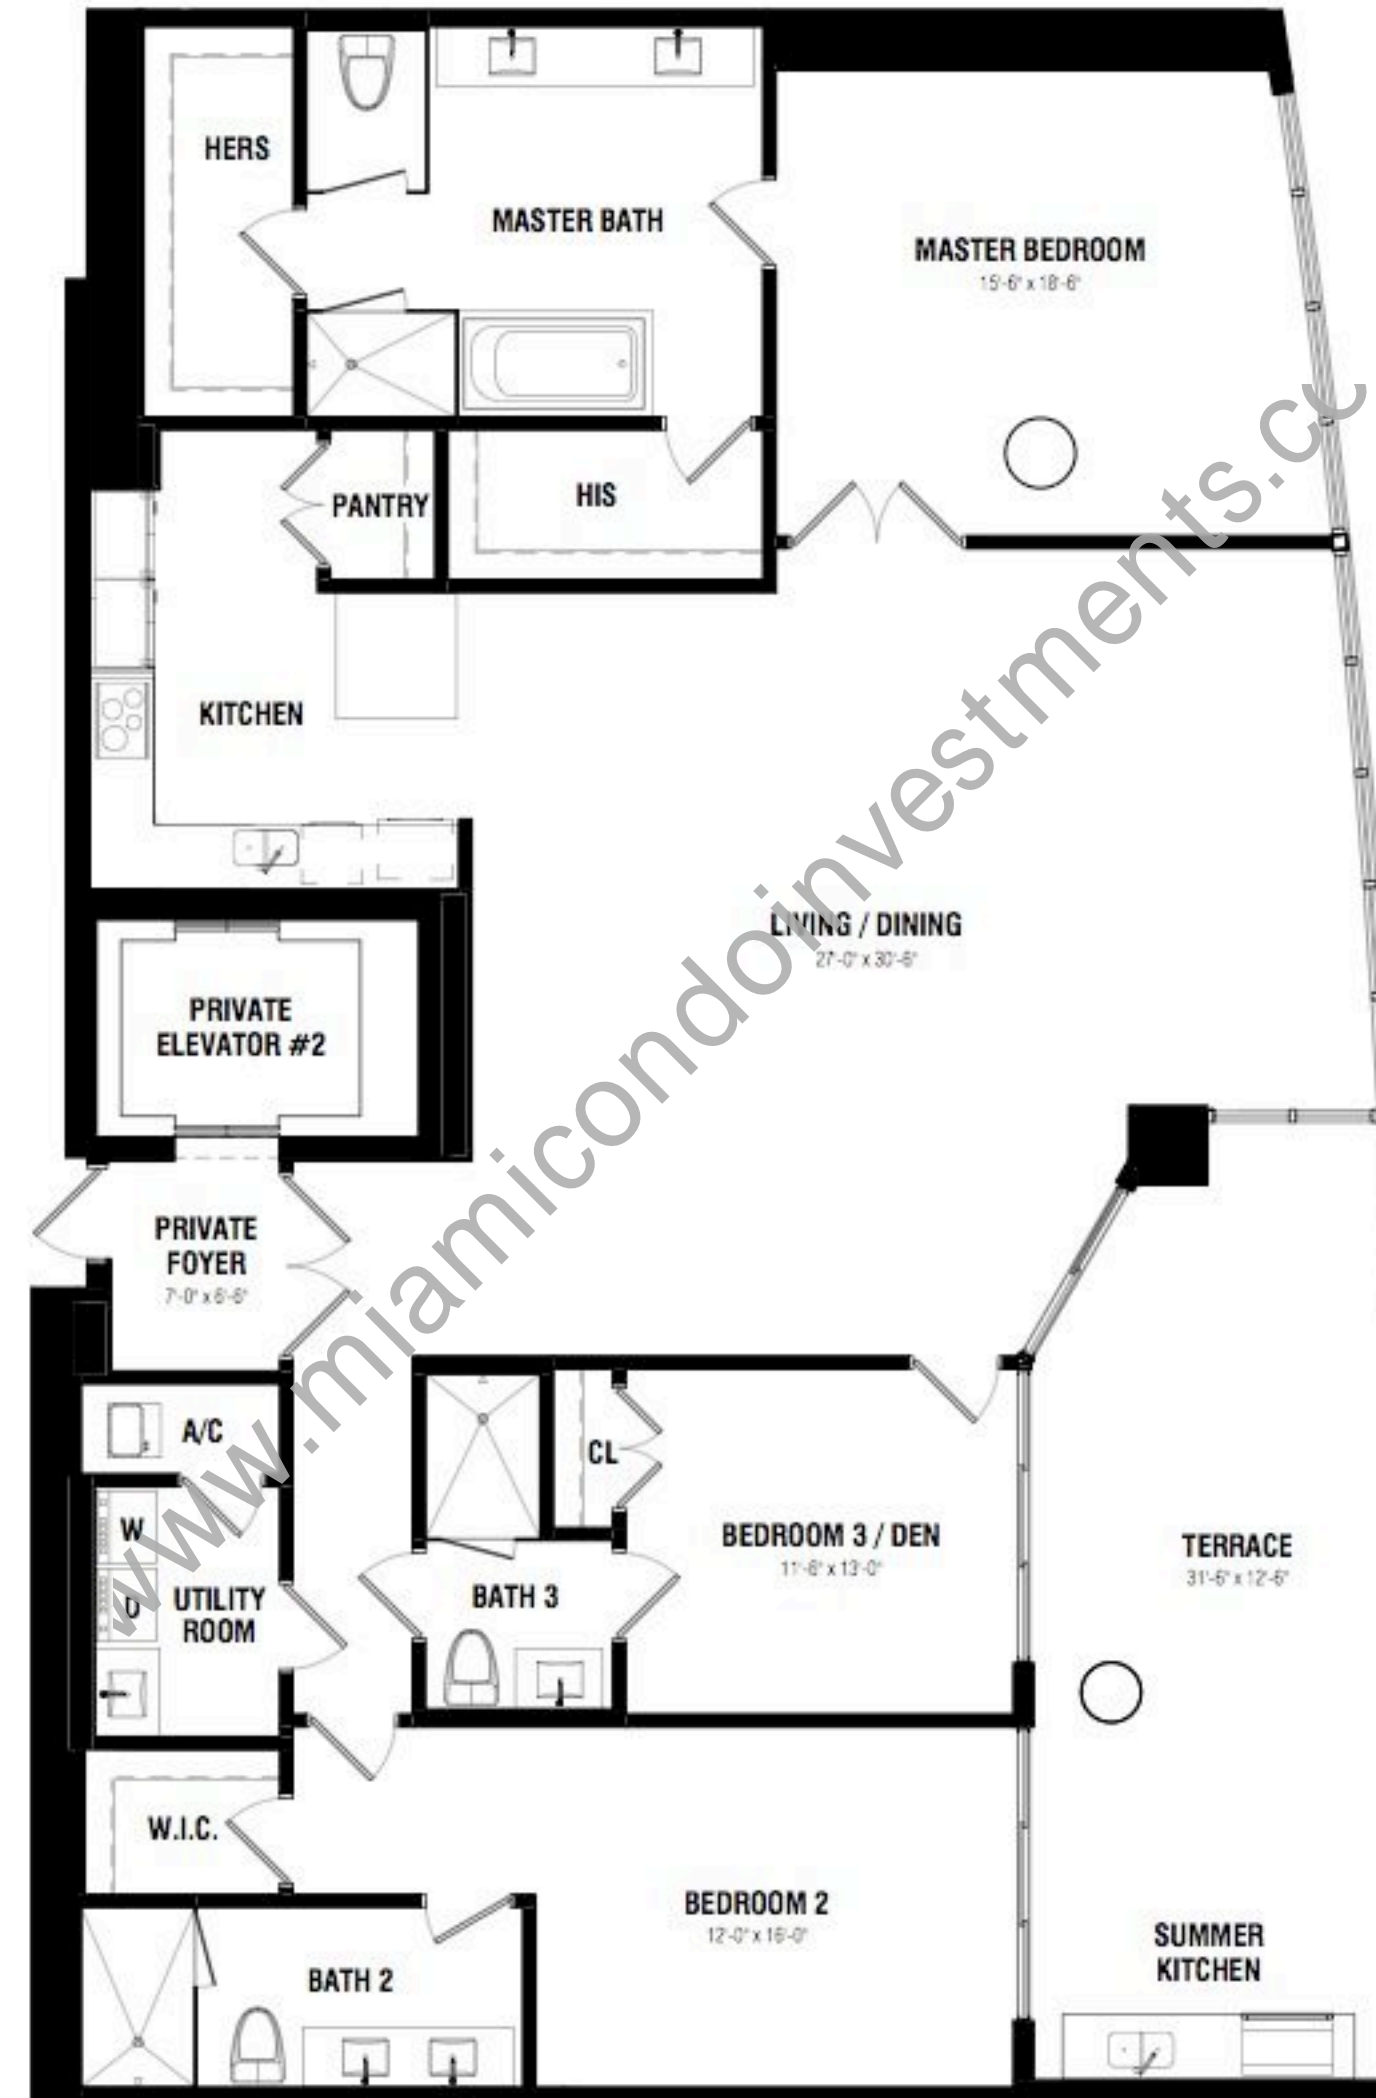 HERS
MASTER BATH
MASTER BEDROOM
15'-6" x 18'-6"
PANTRY
HIS
KITCHEN
LIVING / DINING
27'-0" x 30'-6"
PRIVATE
ELEVATOR #2
PRIVATE
FOYER
7'-0" x 6'-6"
A/C
CL
W
D
UTILITY
ROOM
BATH 3
BEDROOM 3 / DEN
11'-6" x 13'-0"
TERRACE
31'-6" x 12'-6"
W.I.C.
BEDROOM 2
12'-0" x 16'-0"
BATH 2
SUMMER
KITCHEN
www.miamicondoinvestments.cc